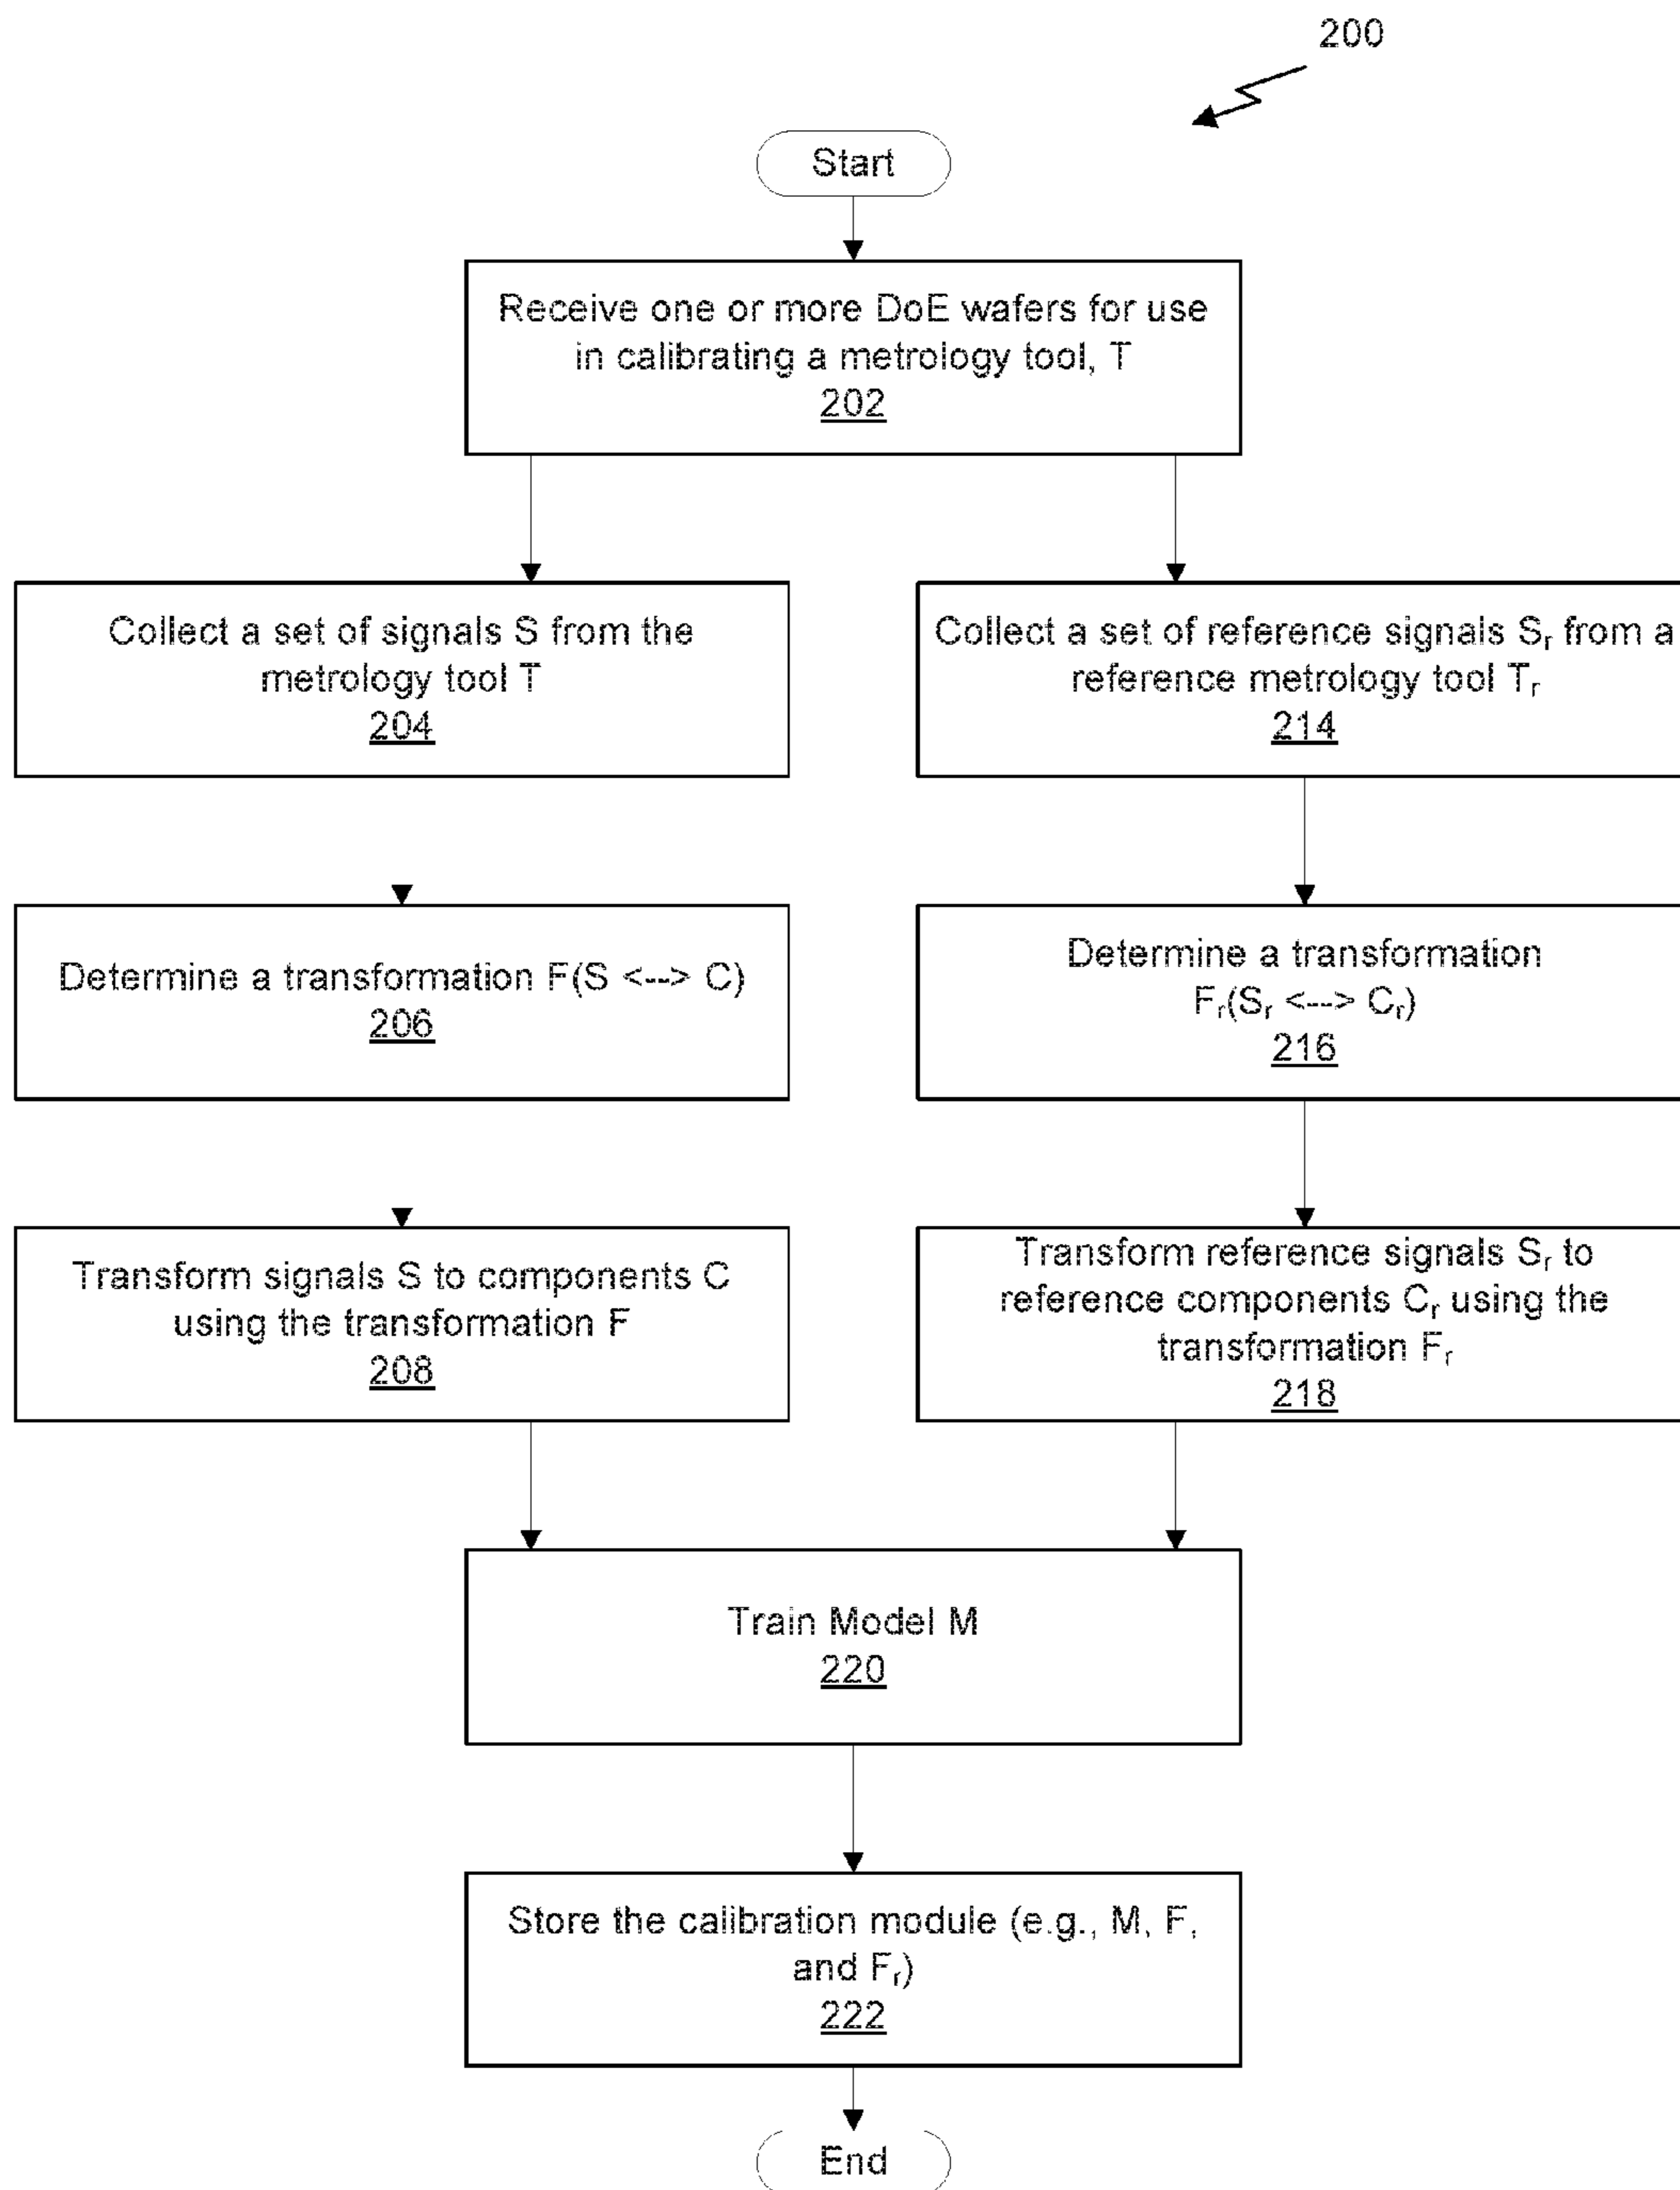 200
Start
Receive one or more DoE wafers for use
in calibrating a metrology tool, T
202
Collect a set of signals S from the
metrology tool T
204
Collect a set of reference signals Sᵣ from a
reference metrology tool Tᵣ
214
Determine a transformation F(S <--> C)
206
Determine a transformation
Fᵣ(Sᵣ <--> Cᵣ)
216
Transform signals S to components C
using the transformation F
208
Transform reference signals Sᵣ to
reference components Cᵣ using the
transformation Fᵣ
218
Train Model M
220
Store the calibration module (e.g., M, F,
and Fᵣ)
222
End